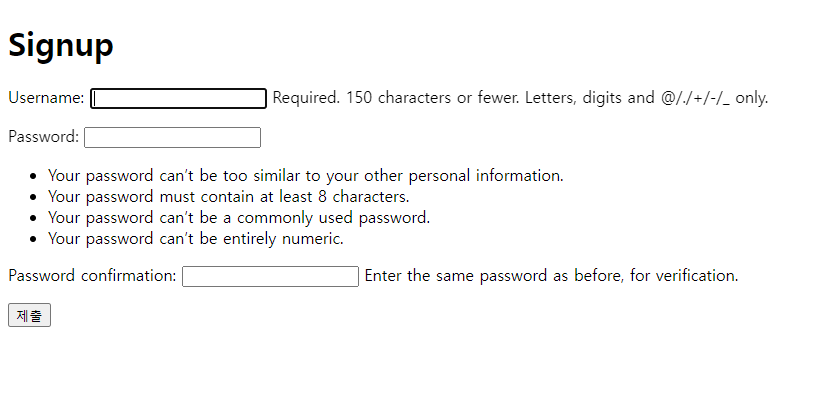 Signup
Username: Required. 150 characters or fewer. Letters, digits and @/./+/-/_ only.
Password:
Your password can't be too similar to your other personal information.
Your password must contain at least 8 characters.
Your password can't be a commonly used password.
Your password can't be entirely numeric.
Password confirmation: Enter the same password as before, for verification.
제출